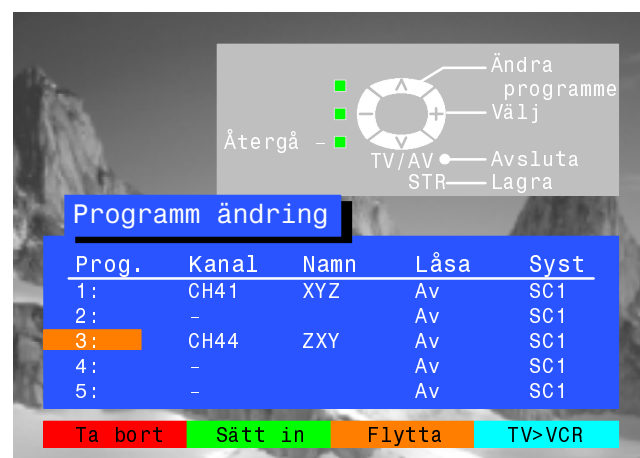 Ändra
programme
Välj
Återgå –
TV/AV Avsluta
STR Lagra
Programm ändring
Prog. Kanal Namn Låsa Syst
1: CH41 XYZ Av SC1
2: – Av SC1
3: CH44 ZXY Av SC1
4: – Av SC1
5: – Av SC1
Ta bort Sätt in Flytta TV>VCR